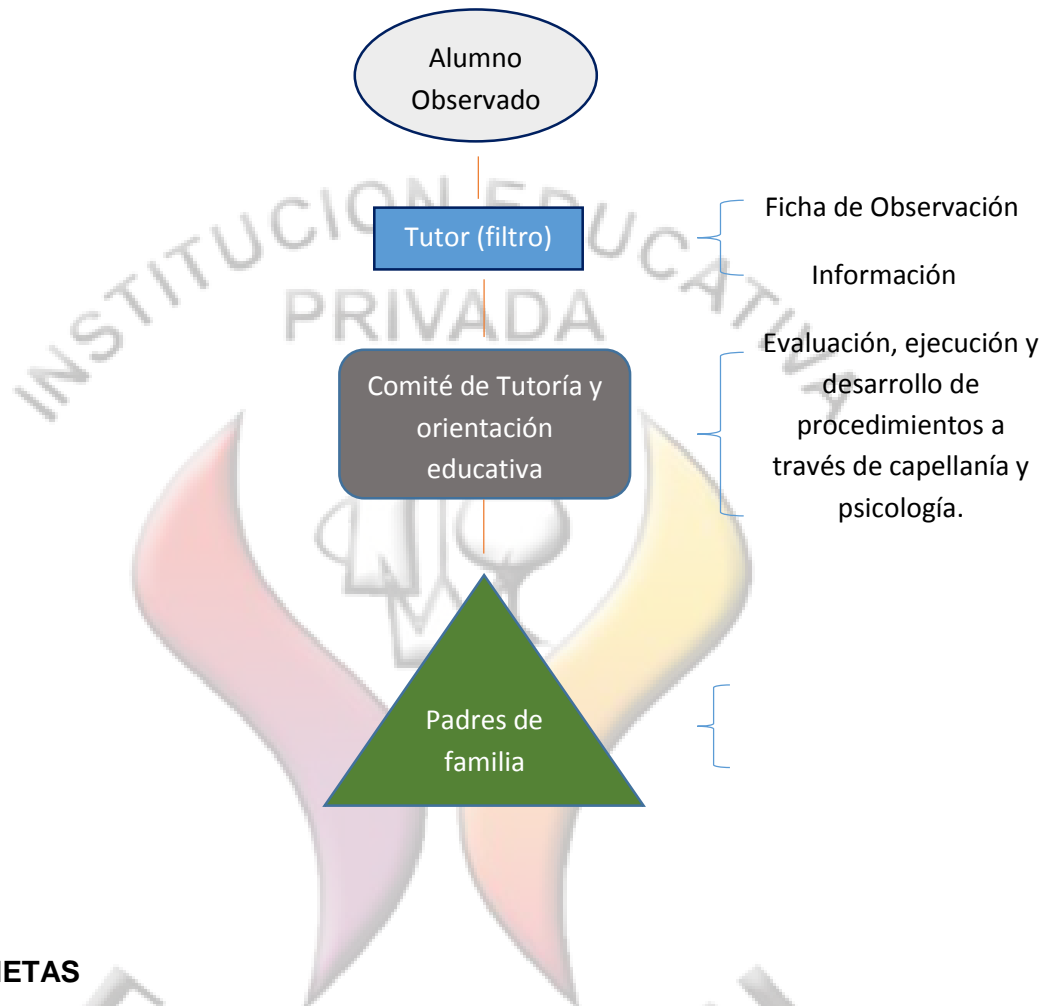 Alumno
Observado
INSTITUCION EDUCATIVA
PRIVADA
Tutor (filtro)
Ficha de Observación
Información
Comité de Tutoría y
orientación
educativa
Evaluación, ejecución y
desarrollo de
procedimientos a
través de capellanía y
psicología.
Padres de
familia